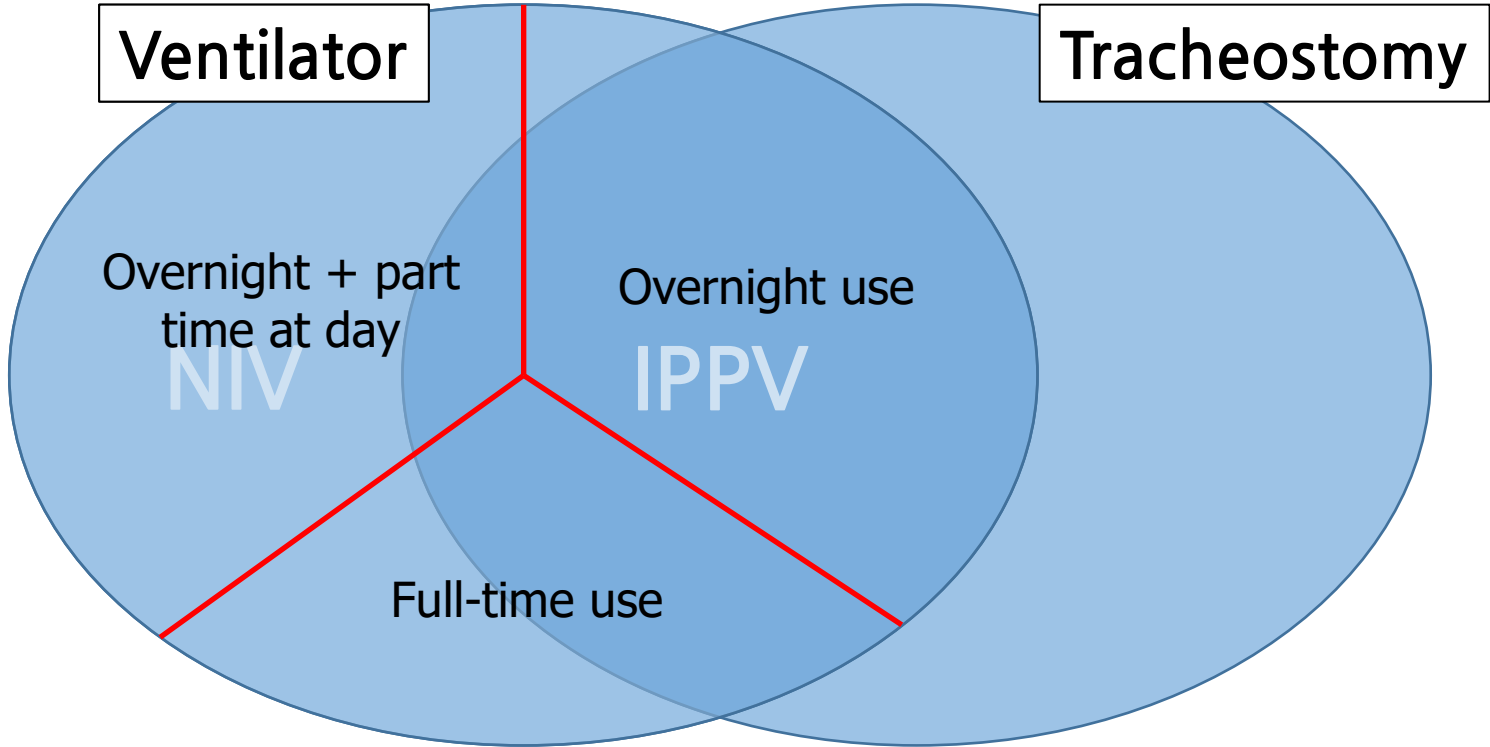 Ventilator
Tracheostomy
Overnight + part
time at day
NIV
Overnight use
IPPV
Full-time use